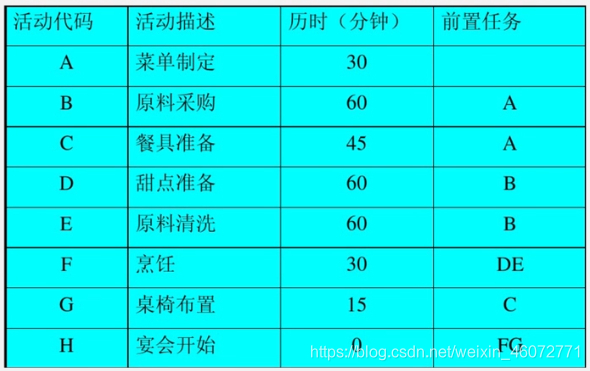 活动代码 活动描述 历时（分钟） 前置任务
A 菜单制定 30
B 原料采购 60 A
C 餐具准备 45 A
D 甜点准备 60 B
E 原料清洗 60 B
F 烹饪 30 DE
G 桌椅布置 15 C
H 宴会开始 0 FG
https://blog.csdn.net/weixin_46072771